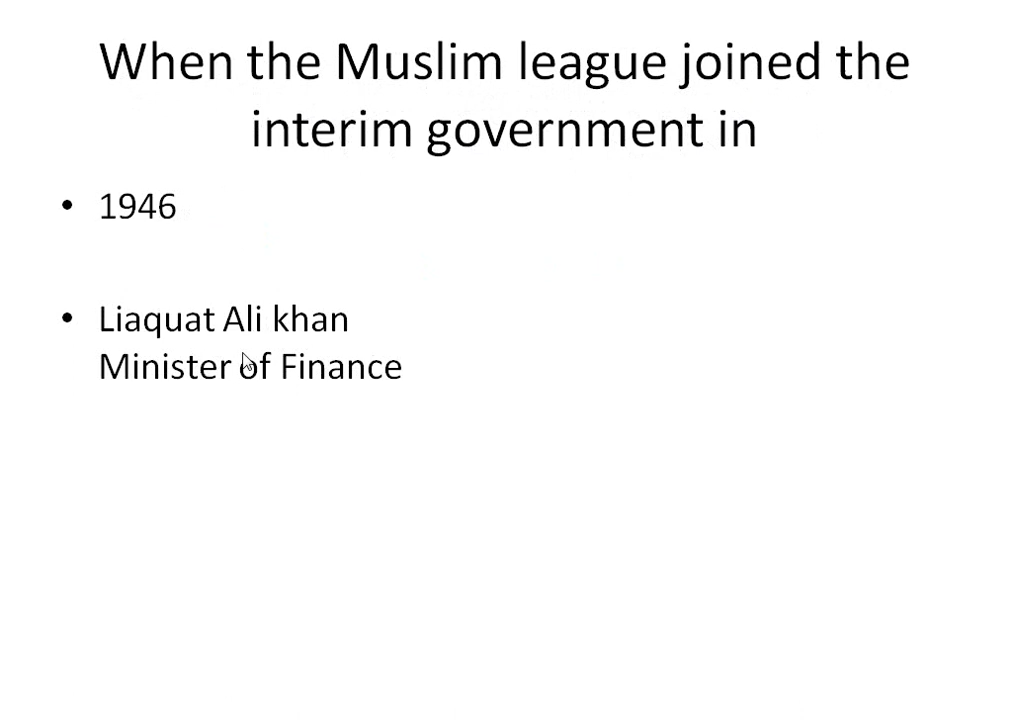 When the Muslim league joined the
interim government in
• 1946
• Liaquat Ali khan
Minister of Finance